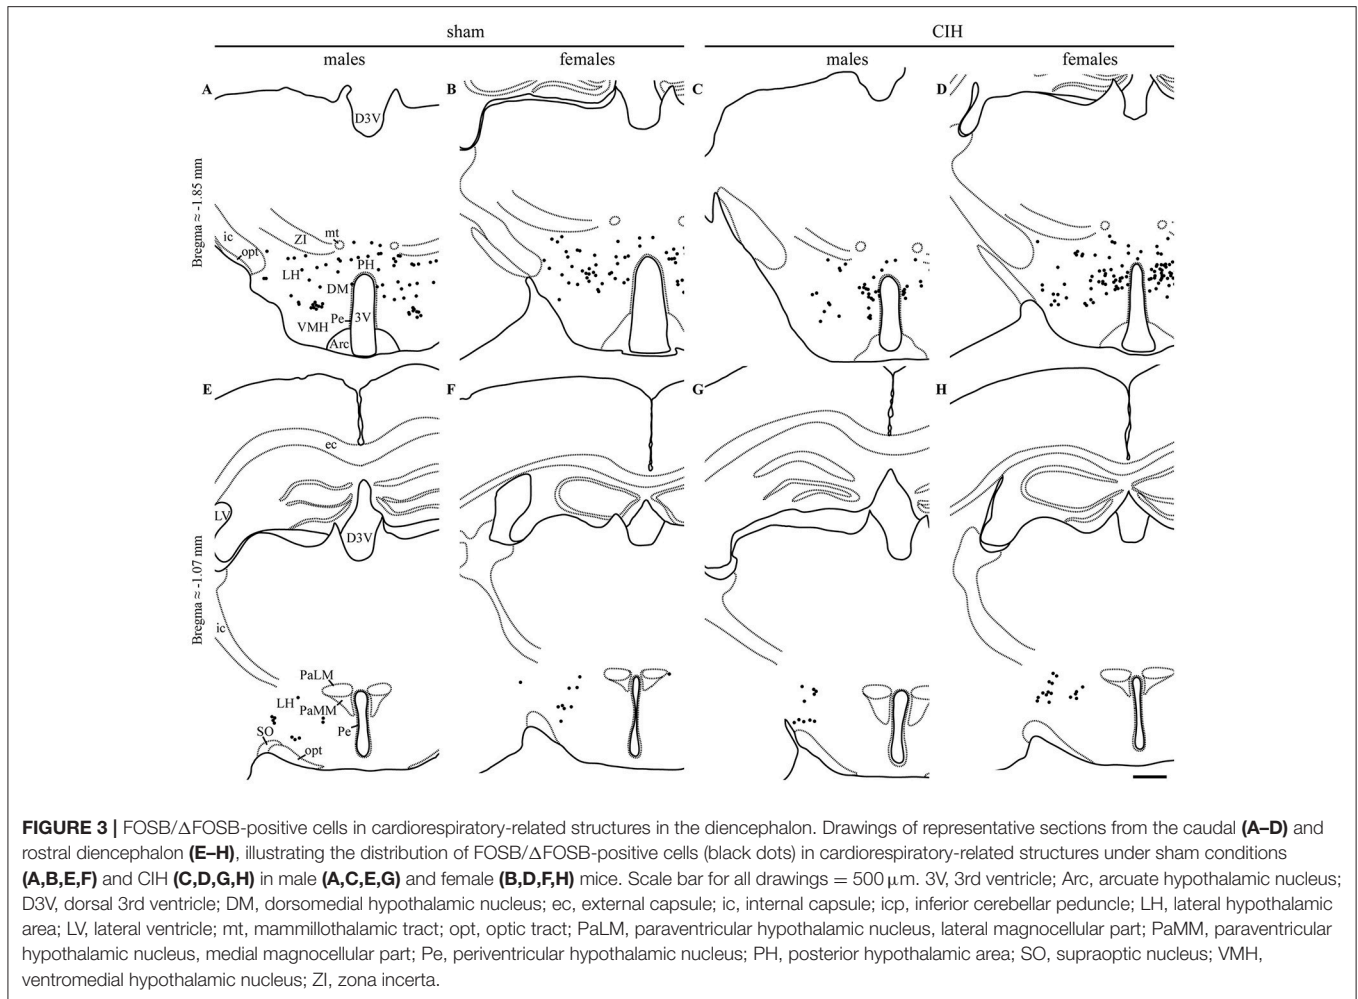 sham
CIH
males
females
males
females
A
B
C
D
D3V
Bregma ≈ -1.85 mm
ic
opt
ZI
mt
PH
LH
DM
VMH
Pe
3V
Arc
E
F
G
H
ec
LV
D3V
Bregma ≈ -1.07 mm
ic
PaLM
LH
PaMM
SO
Pe
opt
FIGURE 3 | FOSB/ΔFOSB-positive cells in cardiorespiratory-related structures in the diencephalon. Drawings of representative sections from the caudal (A–D) and
rostral diencephalon (E–H), illustrating the distribution of FOSB/ΔFOSB-positive cells (black dots) in cardiorespiratory-related structures under sham conditions
(A,B,E,F) and CIH (C,D,G,H) in male (A,C,E,G) and female (B,D,F,H) mice. Scale bar for all drawings = 500 μm. 3V, 3rd ventricle; Arc, arcuate hypothalamic nucleus;
D3V, dorsal 3rd ventricle; DM, dorsomedial hypothalamic nucleus; ec, external capsule; ic, internal capsule; icp, inferior cerebellar peduncle; LH, lateral hypothalamic
area; LV, lateral ventricle; mt, mammillothalamic tract; opt, optic tract; PaLM, paraventricular hypothalamic nucleus, lateral magnocellular part; PaMM, paraventricular
hypothalamic nucleus, medial magnocellular part; Pe, periventricular hypothalamic nucleus; PH, posterior hypothalamic area; SO, supraoptic nucleus; VMH,
ventromedial hypothalamic nucleus; ZI, zona incerta.